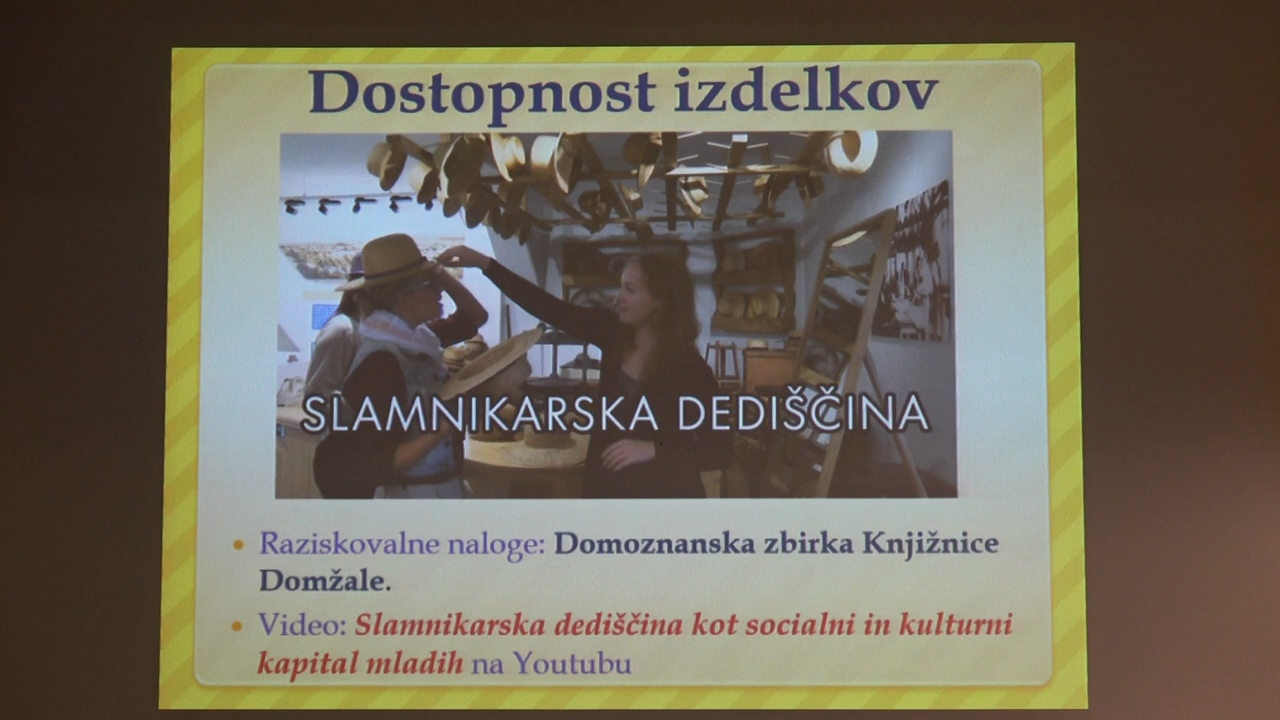 Dostopnost izdelkov
SLAMNIKARSKA DEDIŠČINA
Raziskovalne naloge: Domoznanska zbirka Knjižnice
Domžale.
Video: Slamnikarska dediščina kot socialni in kulturni
kapital mladih na Youtubu